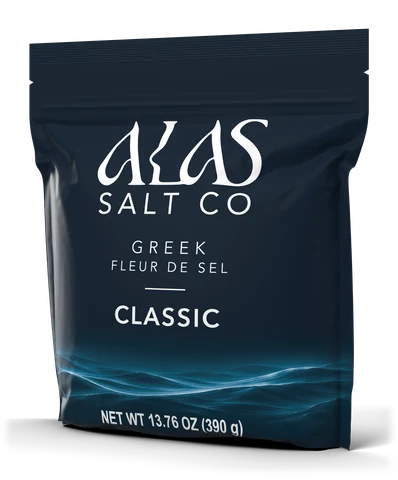 ALAS
SALT CO
GREEK
FLEUR DE SEL
CLASSIC
NET WT 13.76 OZ (390 g)